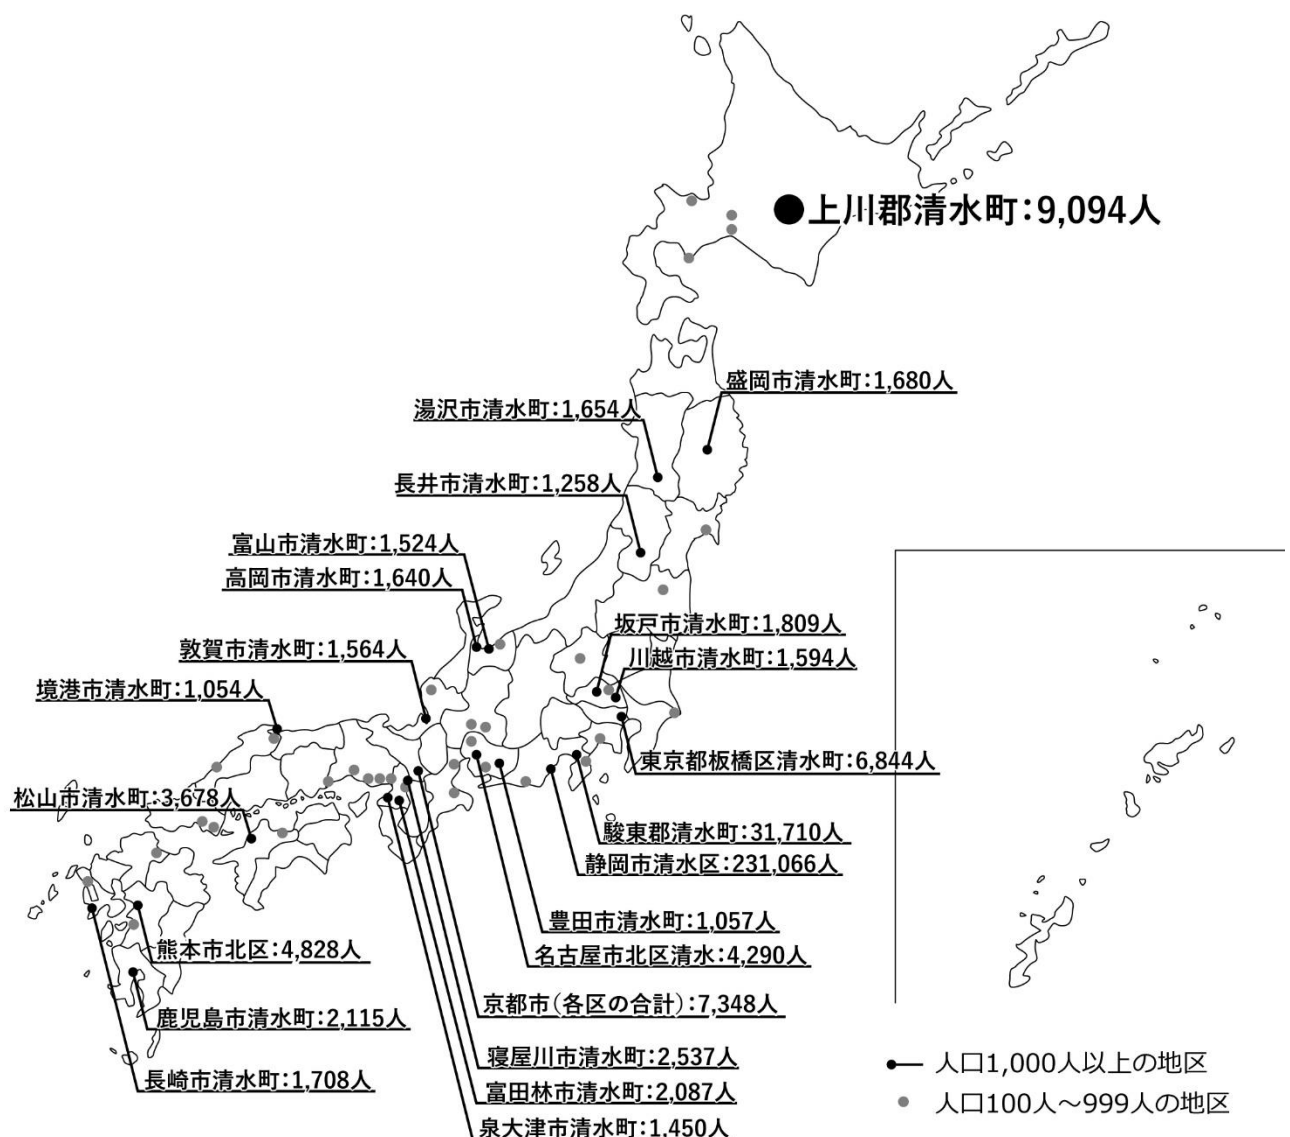 上川郡清水町：9,094人
盛岡市清水町：1,680人
湯沢市清水町：1,654人
長井市清水町：1,258人
富山市清水町：1,524人
高岡市清水町：1,640人
坂戸市清水町：1,809人
敦賀市清水町：1,564人
川越市清水町：1,594人
境港市清水町：1,054人
東京都板橋区清水町：6,844人
松山市清水町：3,678人
駿東郡清水町：31,710人
静岡市清水区：231,066人
豊田市清水町：1,057人
熊本市北区：4,828人
名古屋市北区清水：4,290人
京都市（各区の合計）：7,348人
鹿児島市清水町：2,115人
寝屋川市清水町：2,537人
長崎市清水町：1,708人
富田林市清水町：2,087人
泉大津市清水町：1,450人
人口1,000人以上の地区
人口100人～999人の地区